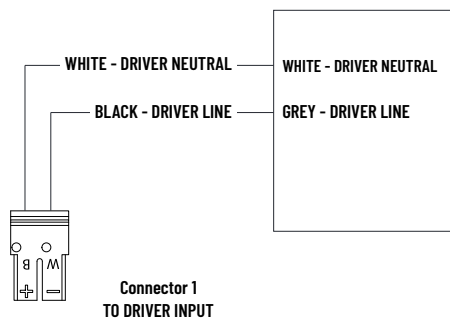 WHITE - DRIVER NEUTRAL
WHITE - DRIVER NEUTRAL
BLACK - DRIVER LINE
GREY - DRIVER LINE
B W
+ −
Connector 1
TO DRIVER INPUT